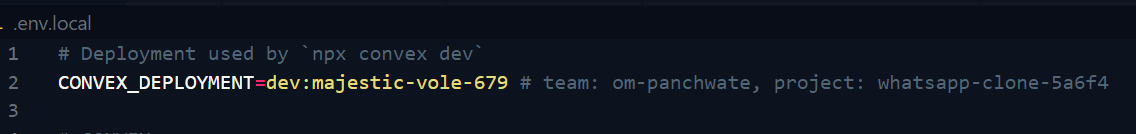 .env.local
1 # Deployment used by `npx convex dev`
2 CONVEX_DEPLOYMENT=dev:majestic-vole-679 # team: om-panchwate, project: whatsapp-clone-5a6f4
3